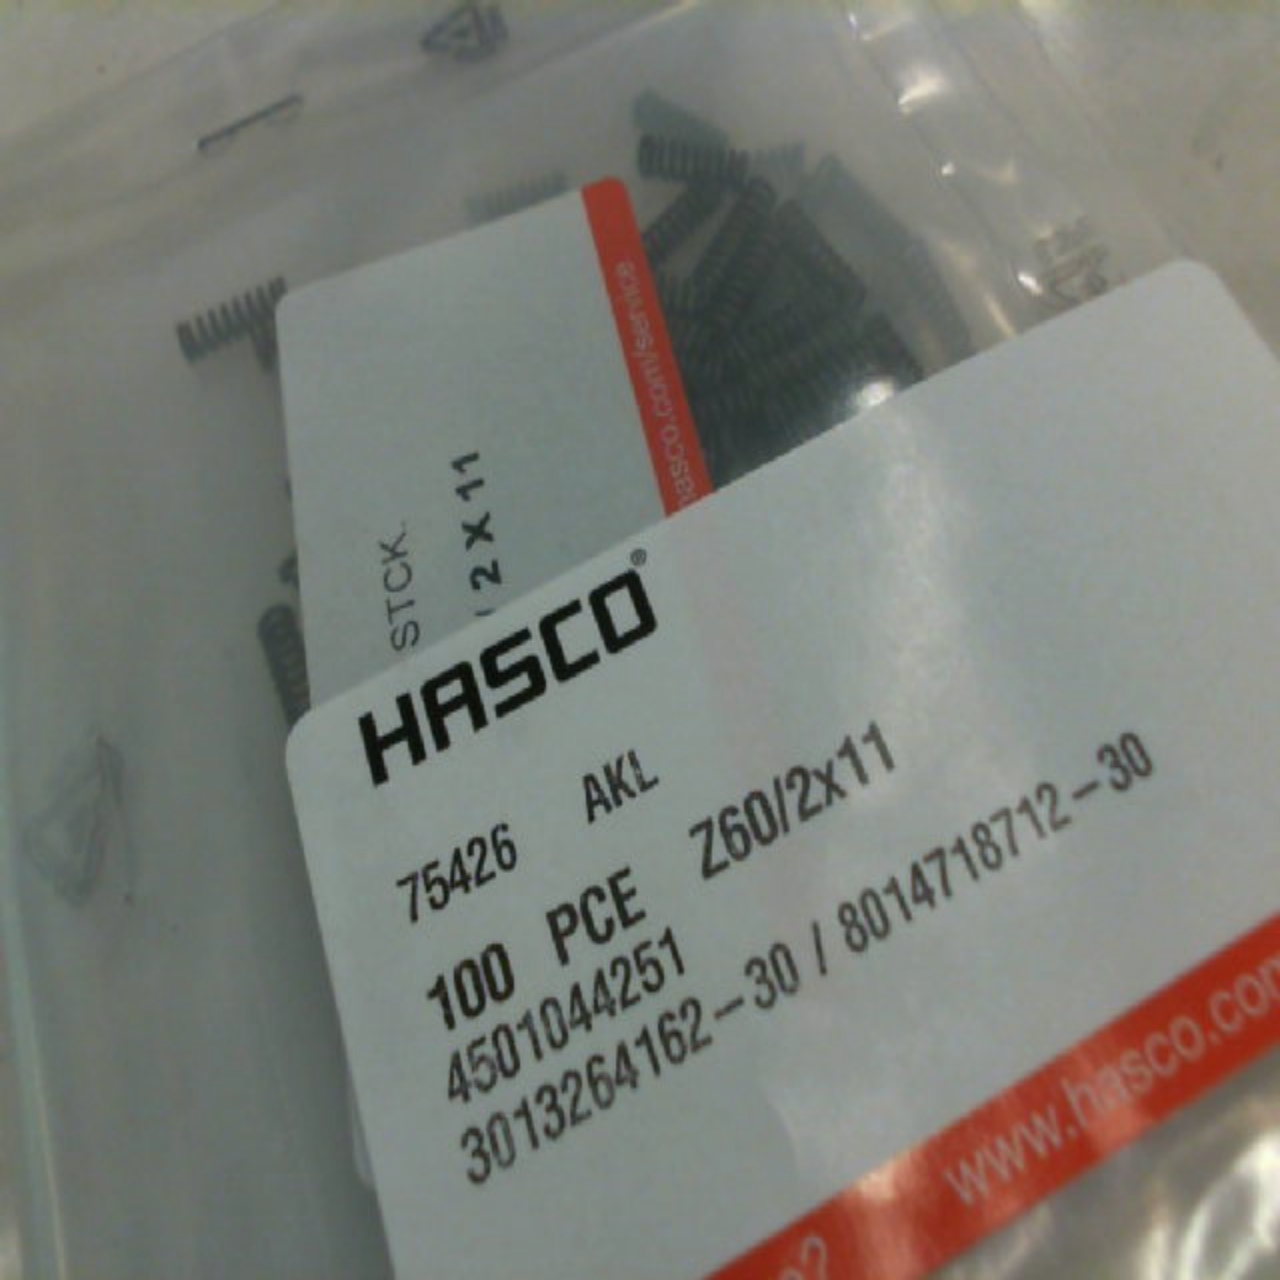 hasco.com/service
STCK.
/ 2 X 11
HASCO®
75426 AKL
100 PCE Z60/2x11
4501044251
3013264162-30 / 8014718712-30
www.hasco.com